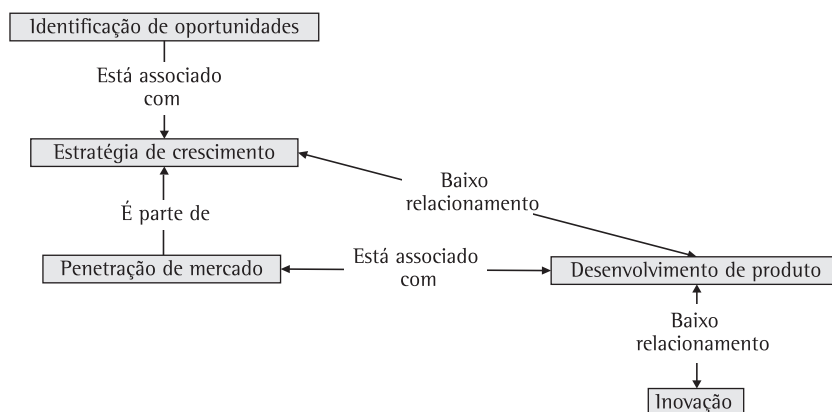 Identificação de oportunidades
Está associado
com
Estratégia de crescimento
Baixo
relacionamento
É parte de
Está associado
com
Penetração de mercado
Desenvolvimento de produto
Baixo
relacionamento
Inovação